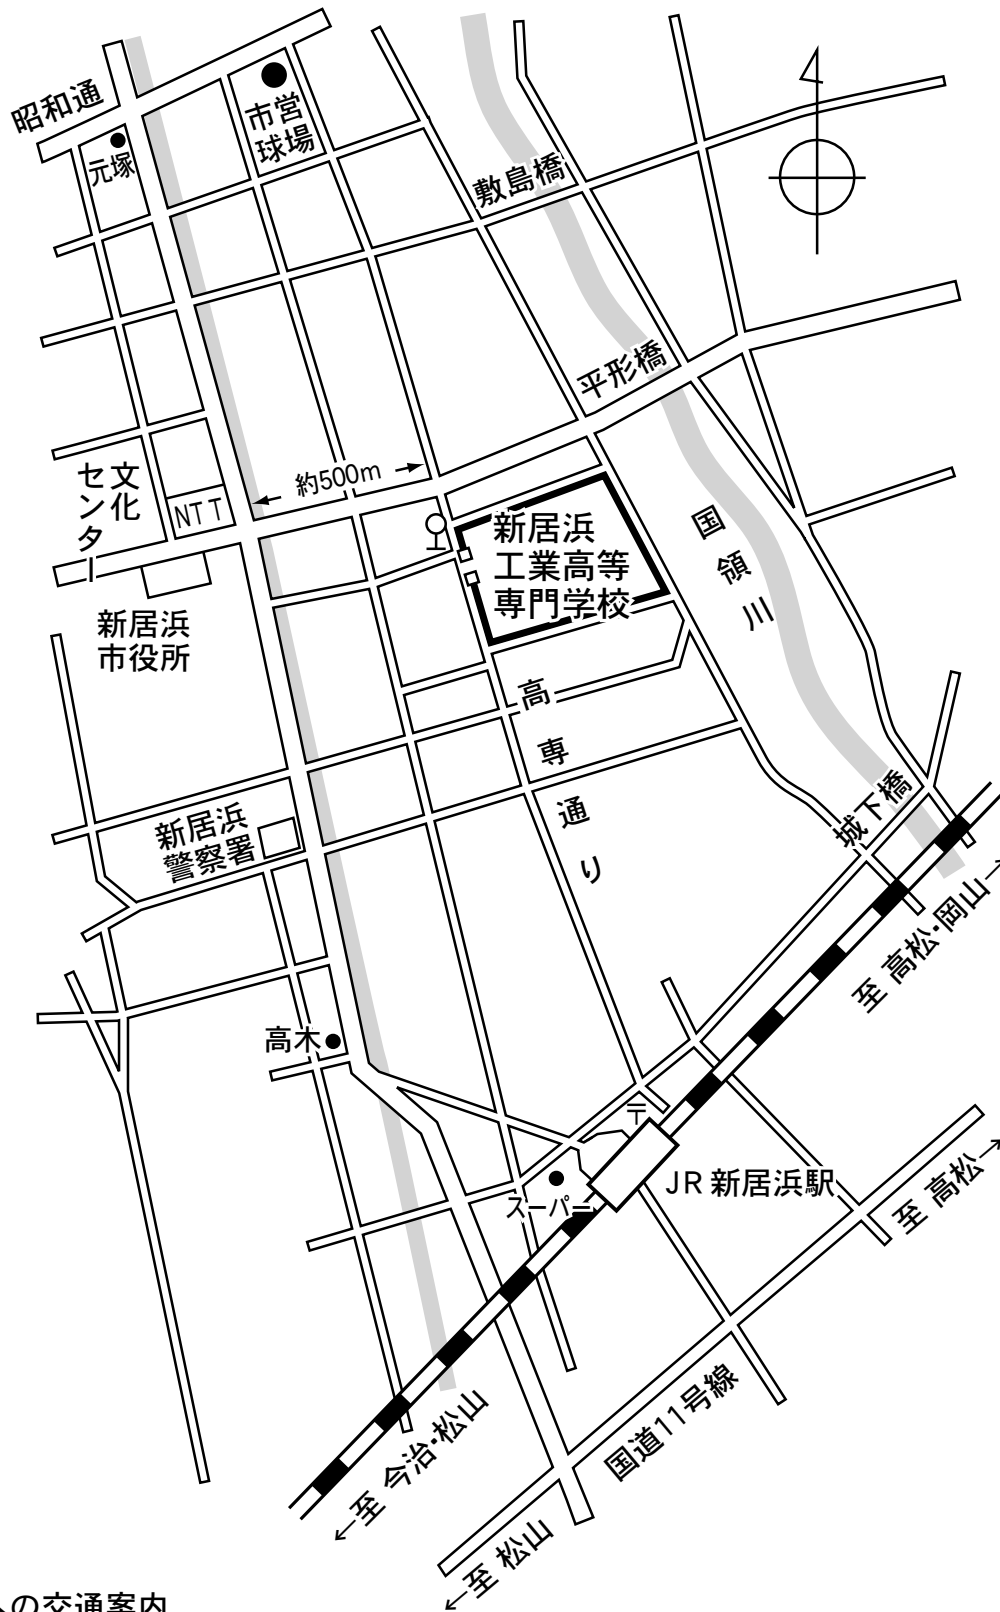 昭和通
元塚
市営
球場
敷島橋
平形橋
約500m
文化
センター
NTT
新居浜
工業高等
専門学校
国領川
新居浜
市役所
高専通り
新居浜
警察署
城下橋
至 高松・岡山→
高木
〒
JR 新居浜駅
スーパー
至 高松→
国道11号線
←至 今治・松山
←至 松山
の交通案内